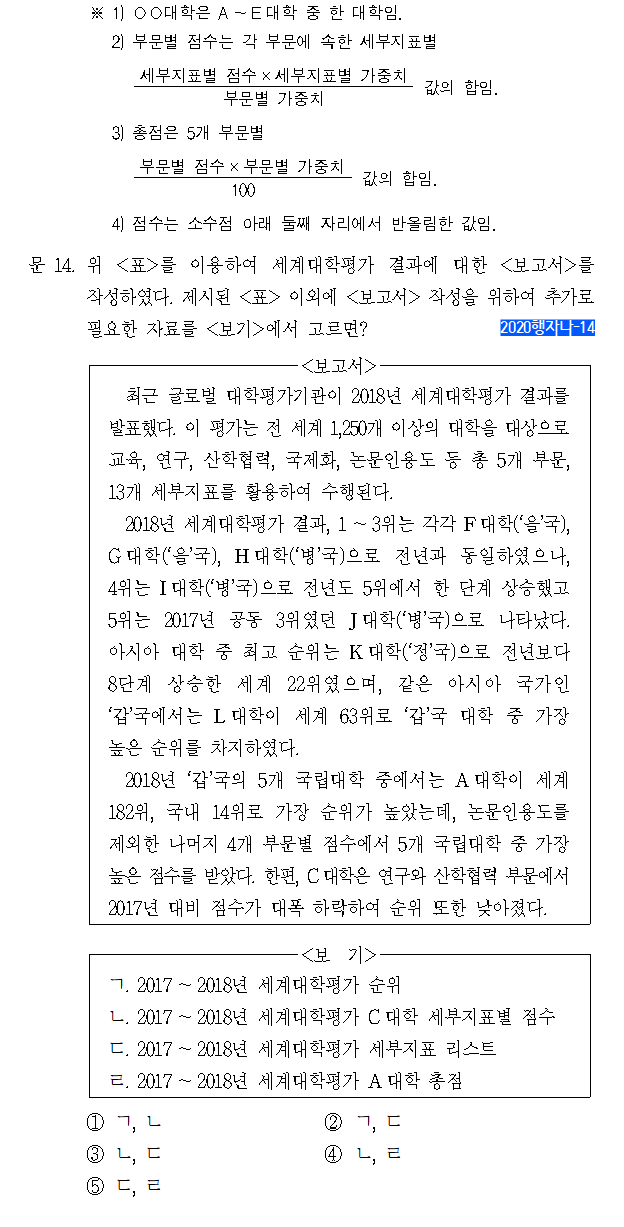 ※ 1) ○○대학은 A ~ E대학 중 한 대학임.
2) 부문별 점수는 각 부문에 속한 세부지표별
세부지표별 점수×세부지표별 가중치
부문별 가중치
값의 합임.
3) 총점은 5개 부문별
부문별 점수×부문별 가중치
100
값의 합임.
4) 점수는 소수점 아래 둘째 자리에서 반올림한 값임.
문 14. 위 <표>를 이용하여 세계대학평가 결과에 대한 <보고서>를
작성하였다. 제시된 <표> 이외에 <보고서> 작성을 위하여 추가로
필요한 자료를 <보기>에서 고르면?
2020행자나-14
<보고서>
최근 글로벌 대학평가기관이 2018년 세계대학평가 결과를
발표했다. 이 평가는 전 세계 1,250개 이상의 대학을 대상으로
교육, 연구, 산학협력, 국제화, 논문인용도 등 총 5개 부문,
13개 세부지표를 활용하여 수행된다.
2018년 세계대학평가 결과, 1 ~ 3위는 각각 F대학('을'국),
G대학('을'국), H대학('병'국)으로 전년과 동일하였으나,
4위는 I대학('병'국)으로 전년도 5위에서 한 단계 상승했고
5위는 2017년 공동 3위였던 J대학('병'국)으로 나타났다.
아시아 대학 중 최고 순위는 K대학('정'국)으로 전년보다
8단계 상승한 세계 22위였으며, 같은 아시아 국가인
'갑'국에서는 L대학이 세계 63위로 '갑'국 대학 중 가장
높은 순위를 차지하였다.
2018년 '갑'국의 5개 국립대학 중에서는 A대학이 세계
182위, 국내 14위로 가장 순위가 높았는데, 논문인용도를
제외한 나머지 4개 부문별 점수에서 5개 국립대학 중 가장
높은 점수를 받았다. 한편, C대학은 연구와 산학협력 부문에서
2017년 대비 점수가 대폭 하락하여 순위 또한 낮아졌다.
<보 기>
ㄱ. 2017 ~ 2018년 세계대학평가 순위
ㄴ. 2017 ~ 2018년 세계대학평가 C대학 세부지표별 점수
ㄷ. 2017 ~ 2018년 세계대학평가 세부지표 리스트
ㄹ. 2017 ~ 2018년 세계대학평가 A대학 총점
① ㄱ, ㄴ
② ㄱ, ㄷ
③ ㄴ, ㄷ
④ ㄴ, ㄹ
⑤ ㄷ, ㄹ